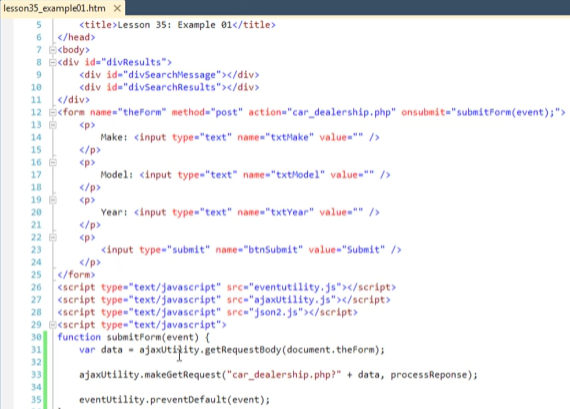 lesson35_example01.htm ×
5 <title>Lesson 35: Example 01</title>
6 </head>
7 <body>
8 <div id="divResults">
9 <div id="divSearchMessage"></div>
10 <div id="divSearchResults"></div>
11 </div>
12 <form name="theForm" method="post" action="car_dealership.php" onsubmit="submitForm(event);">
13 <p>
14 Make: <input type="text" name="txtMake" value="" />
15 </p>
16 <p>
17 Model: <input type="text" name="txtModel" value="" />
18 </p>
19 <p>
20 Year: <input type="text" name="txtYear" value="" />
21 </p>
22 <p>
23 <input type="submit" name="btnSubmit" value="Submit" />
24 </p>
25 </form>
26 <script type="text/javascript" src="eventutility.js"></script>
27 <script type="text/javascript" src="ajaxUtility.js"></script>
28 <script type="text/javascript" src="json2.js"></script>
29 <script type="text/javascript">
30 function submitForm(event) {
31 var data = ajaxUtility.getRequestBody(document.theForm);
32
33 ajaxUtility.makeGetRequest("car_dealership.php?" + data, processReponse);
34
35 eventUtility.preventDefault(event);